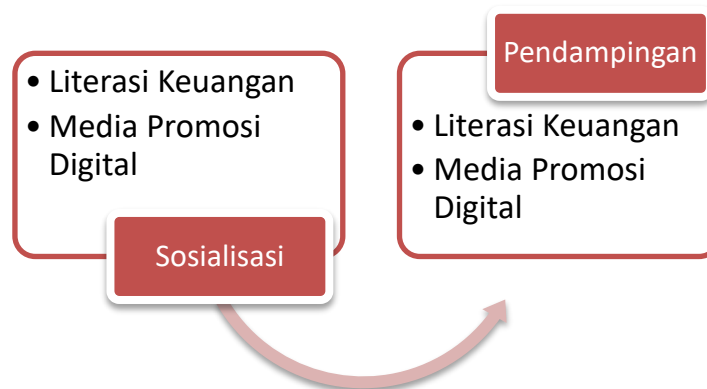 • Literasi Keuangan
• Media Promosi
Digital
Sosialisasi
Pendampingan
• Literasi Keuangan
• Media Promosi
Digital